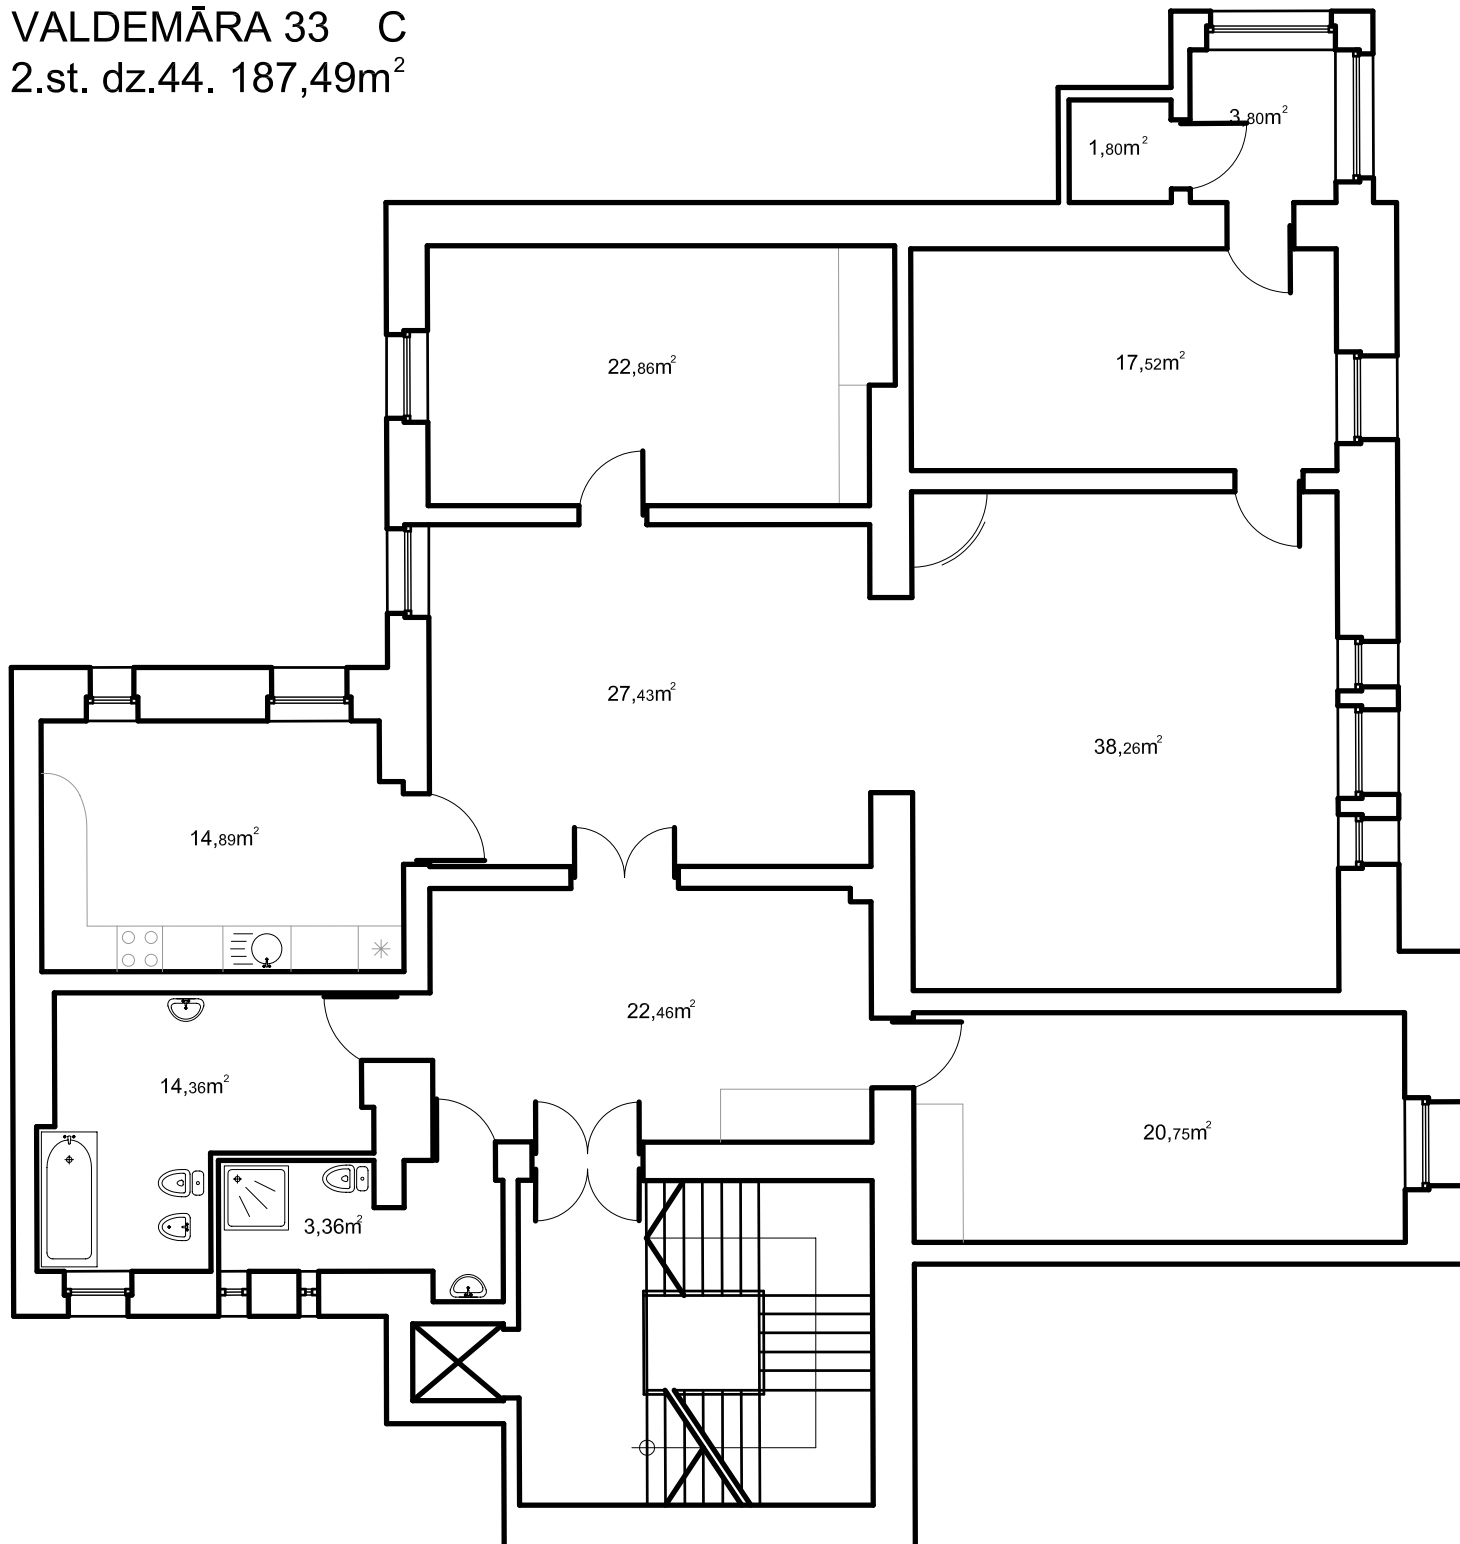 VALDEMĀRA 33 C
2.st. dz.44. 187,49m²
3,80m²
1,80m²
22,86m²
17,52m²
27,43m²
38,26m²
14,89m²
22,46m²
14,36m²
20,75m²
3,36m²